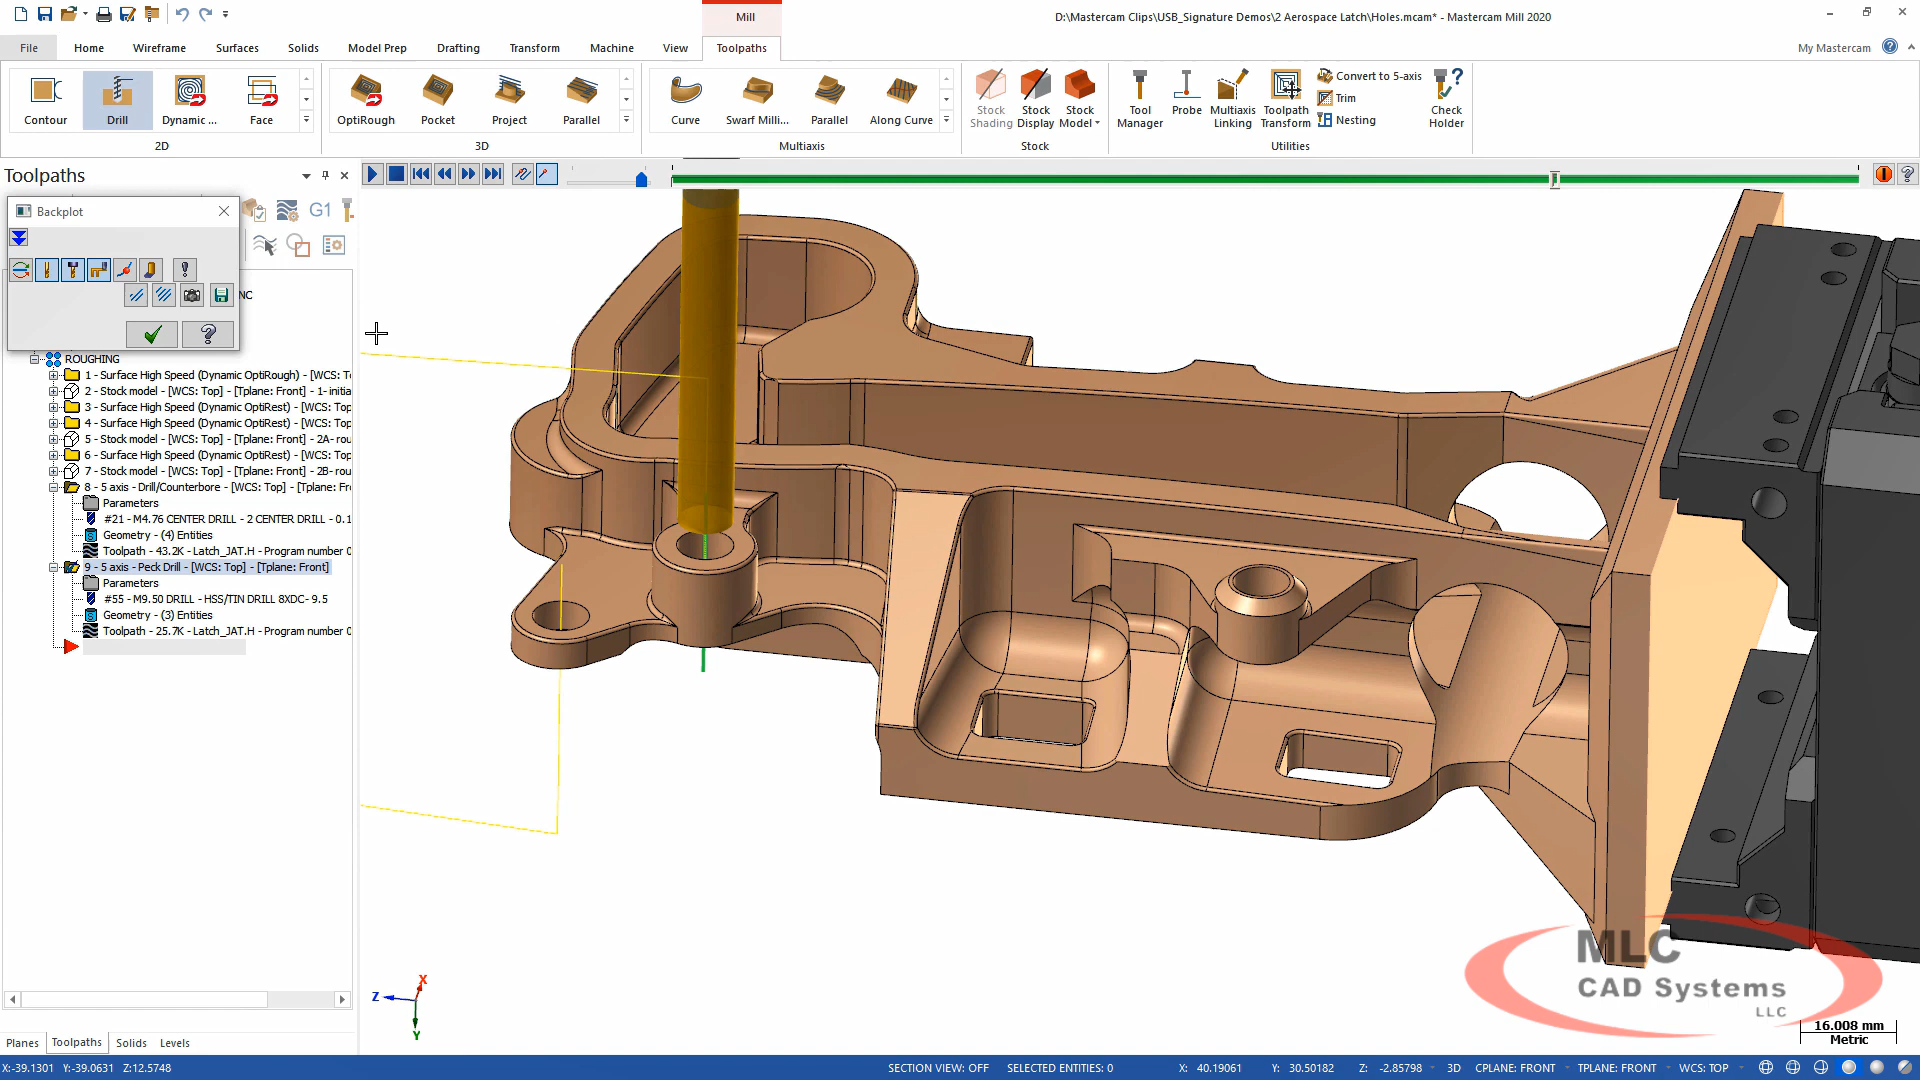 Mill
D:\Mastercam Clips\USB_Signature Demos\2 Aerospace Latch\Holes.mcam* - Mastercam Mill 2020
File
Home
Wireframe
Surfaces
Solids
Model Prep
Drafting
Transform
Machine
View
Toolpaths
My Mastercam
Contour
Drill
Dynamic ...
Face
2D
OptiRough
Pocket
Project
Parallel
3D
Curve
Swarf Milli...
Parallel
Along Curve
Multiaxis
Stock Shading
Stock Display
Stock Model
Stock
Tool Manager
Probe
Multiaxis Linking
Toolpath Transform
Convert to 5-axis
Trim
Nesting
Check Holder
Utilities
Toolpaths
Backplot
G1
NC
ROUGHING
1 - Surface High Speed (Dynamic OptiRough) - [WCS: T
2 - Stock model - [WCS: Top] - [Tplane: Front] - 1- initia
3 - Surface High Speed (Dynamic OptiRest) - [WCS: Top
4 - Surface High Speed (Dynamic OptiRest) - [WCS: Top
5 - Stock model - [WCS: Top] - [Tplane: Front] - 2A- rou
6 - Surface High Speed (Dynamic OptiRest) - [WCS: Top
7 - Stock model - [WCS: Top] - [Tplane: Front] - 2B- rou
8 - 5 axis - Drill/Counterbore - [WCS: Top] - [Tplane: Fr
Parameters
#21 - M4.76 CENTER DRILL - 2 CENTER DRILL - 0.1
Geometry - (4) Entities
Toolpath - 43.2K - Latch_JAT.H - Program number 0
9 - 5 axis - Peck Drill - [WCS: Top] - [Tplane: Front]
Parameters
#55 - M9.50 DRILL - HSS/TIN DRILL 8XDC- 9.5
Geometry - (3) Entities
Toolpath - 25.7K - Latch_JAT.H - Program number 0
X
Z
Y
MLC
CAD Systems
LLC
16.008 mm
Metric
Planes
Toolpaths
Solids
Levels
X:-39.1301 Y:-39.0631 Z:12.5748
SECTION VIEW: OFF
SELECTED ENTITIES: 0
X: 40.19061
Y: 30.50182
Z: -2.85798
3D
CPLANE: FRONT
TPLANE: FRONT
WCS: TOP